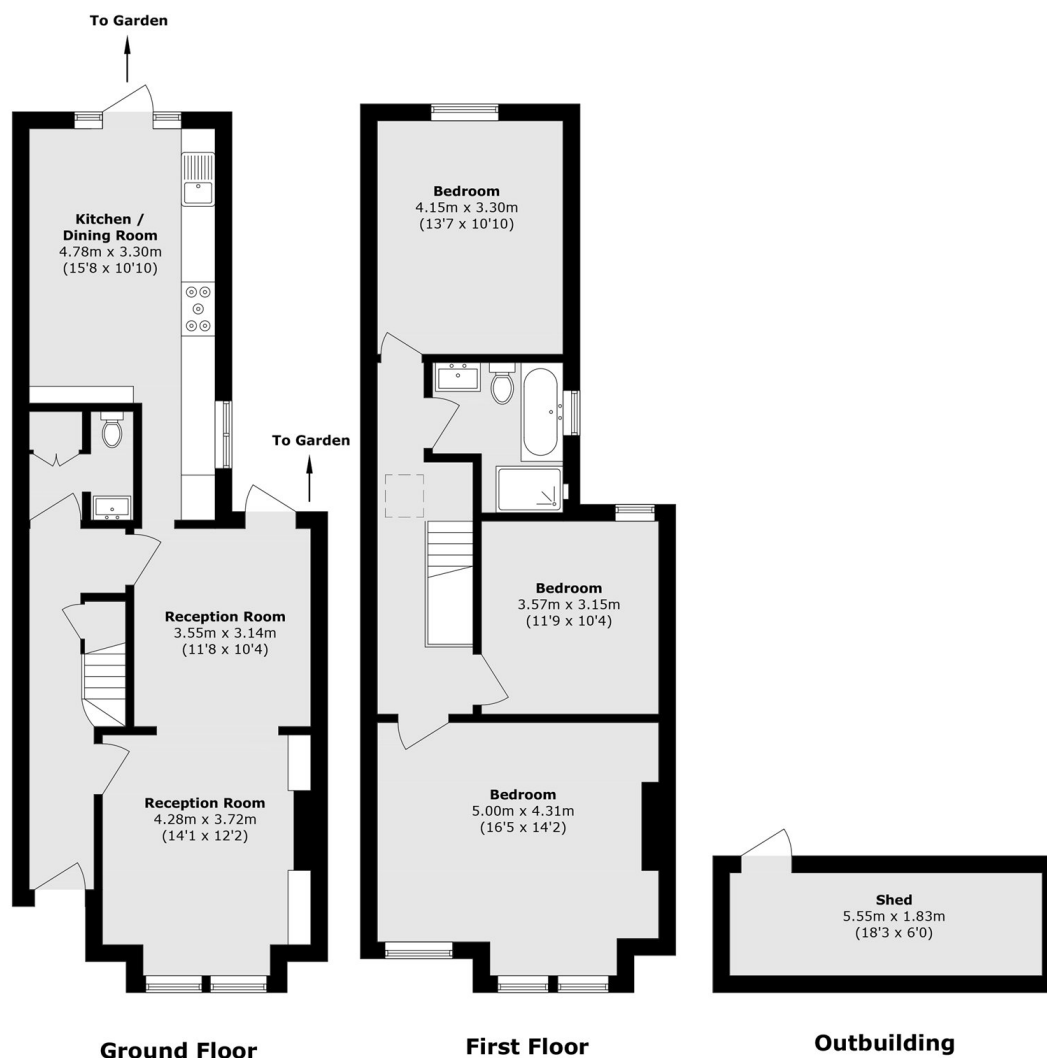 To Garden
Kitchen /
Dining Room
4.78m x 3.30m
(15'8 x 10'10)
To Garden
Reception Room
3.55m x 3.14m
(11'8 x 10'4)
Reception Room
4.28m x 3.72m
(14'1 x 12'2)
Ground Floor
Bedroom
4.15m x 3.30m
(13'7 x 10'10)
Bedroom
3.57m x 3.15m
(11'9 x 10'4)
Bedroom
5.00m x 4.31m
(16'5 x 14'2)
First Floor
Shed
5.55m x 1.83m
(18'3 x 6'0)
Outbuilding